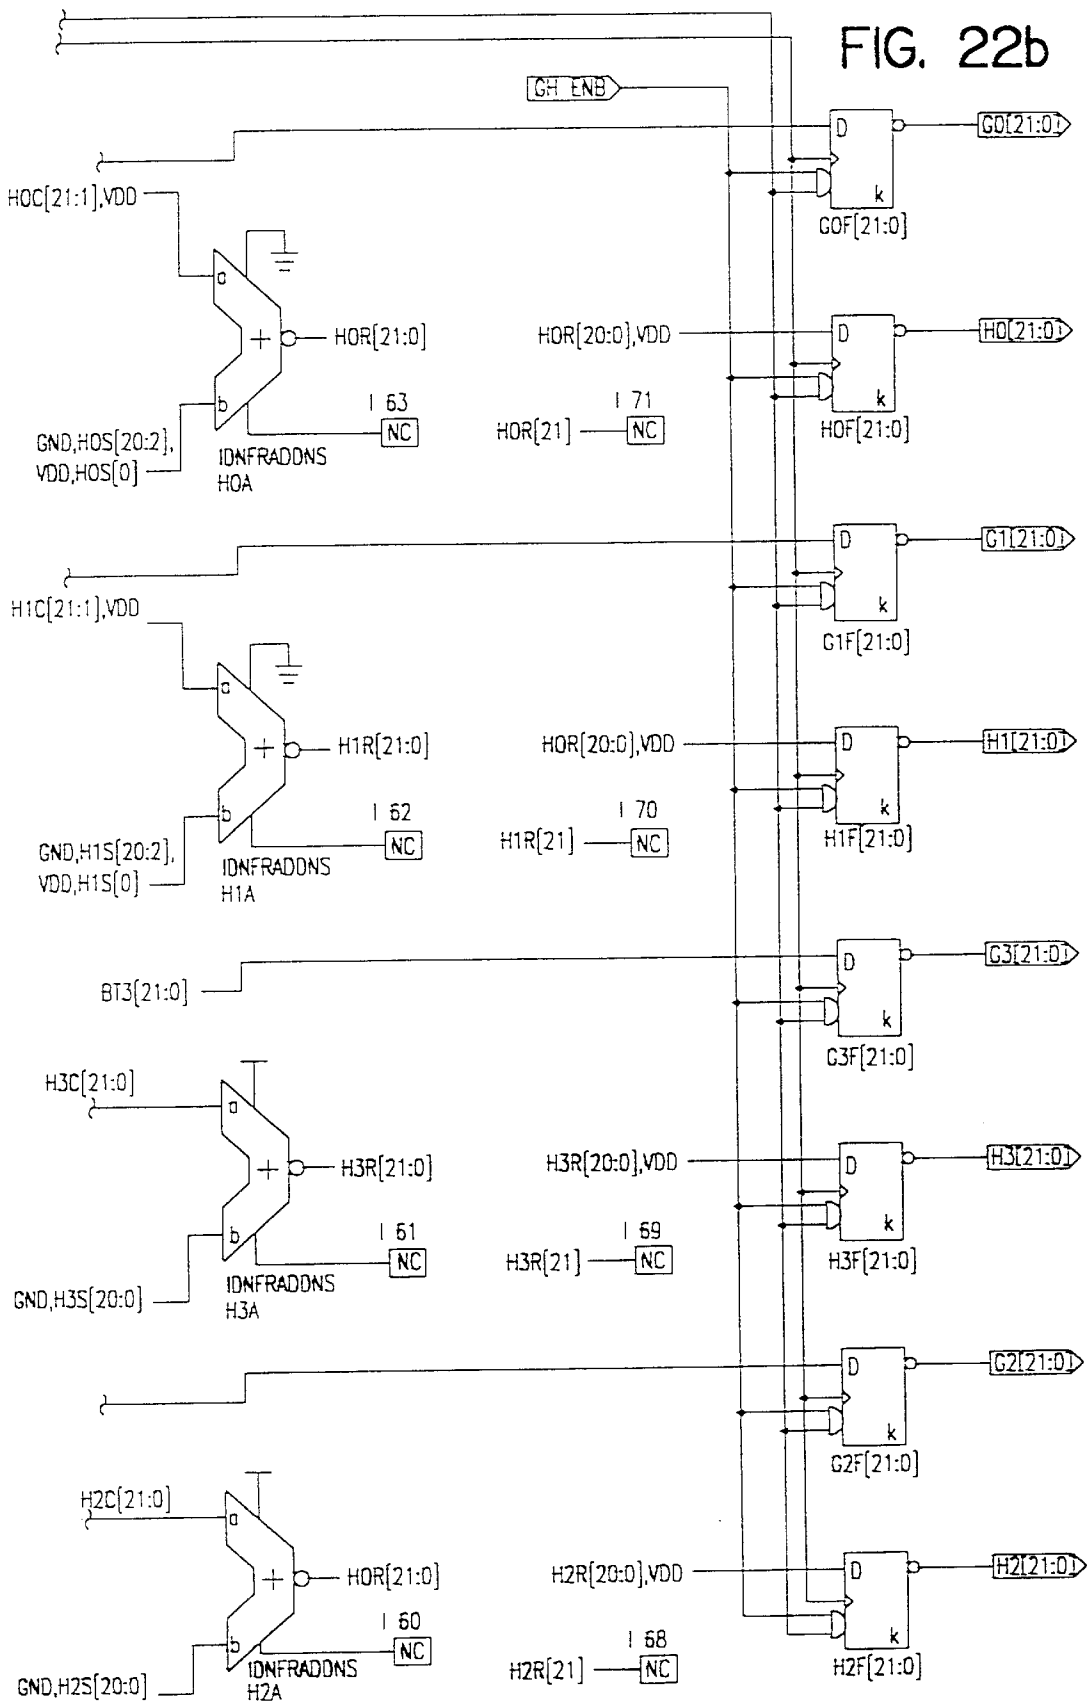 FIG. 22b
GH ENB
D
G0[21:0]
k
G0F[21:0]
H0C[21:1],VDD
a
+
H0R[21:0]
b
I 63
NC
GND,H0S[20:2],
VDD,H0S[0]
IDNFRADDNS
H0A
H0R[20:0],VDD
D
H0[21:0]
k
H0F[21:0]
I 71
H0R[21]
NC
D
G1[21:0]
k
G1F[21:0]
H1C[21:1],VDD
a
+
H1R[21:0]
b
I 62
NC
GND,H1S[20:2],
VDD,H1S[0]
IDNFRADDNS
H1A
H0R[20:0],VDD
D
H1[21:0]
k
H1F[21:0]
I 70
H1R[21]
NC
BT3[21:0]
D
G3[21:0]
k
G3F[21:0]
H3C[21:0]
a
+
H3R[21:0]
b
I 61
NC
GND,H3S[20:0]
IDNFRADDNS
H3A
H3R[20:0],VDD
D
H3[21:0]
k
H3F[21:0]
I 69
H3R[21]
NC
D
G2[21:0]
k
G2F[21:0]
H2C[21:0]
a
+
H0R[21:0]
b
I 60
NC
GND,H2S[20:0]
IDNFRADDNS
H2A
H2R[20:0],VDD
D
H2[21:0]
k
H2F[21:0]
I 68
H2R[21]
NC